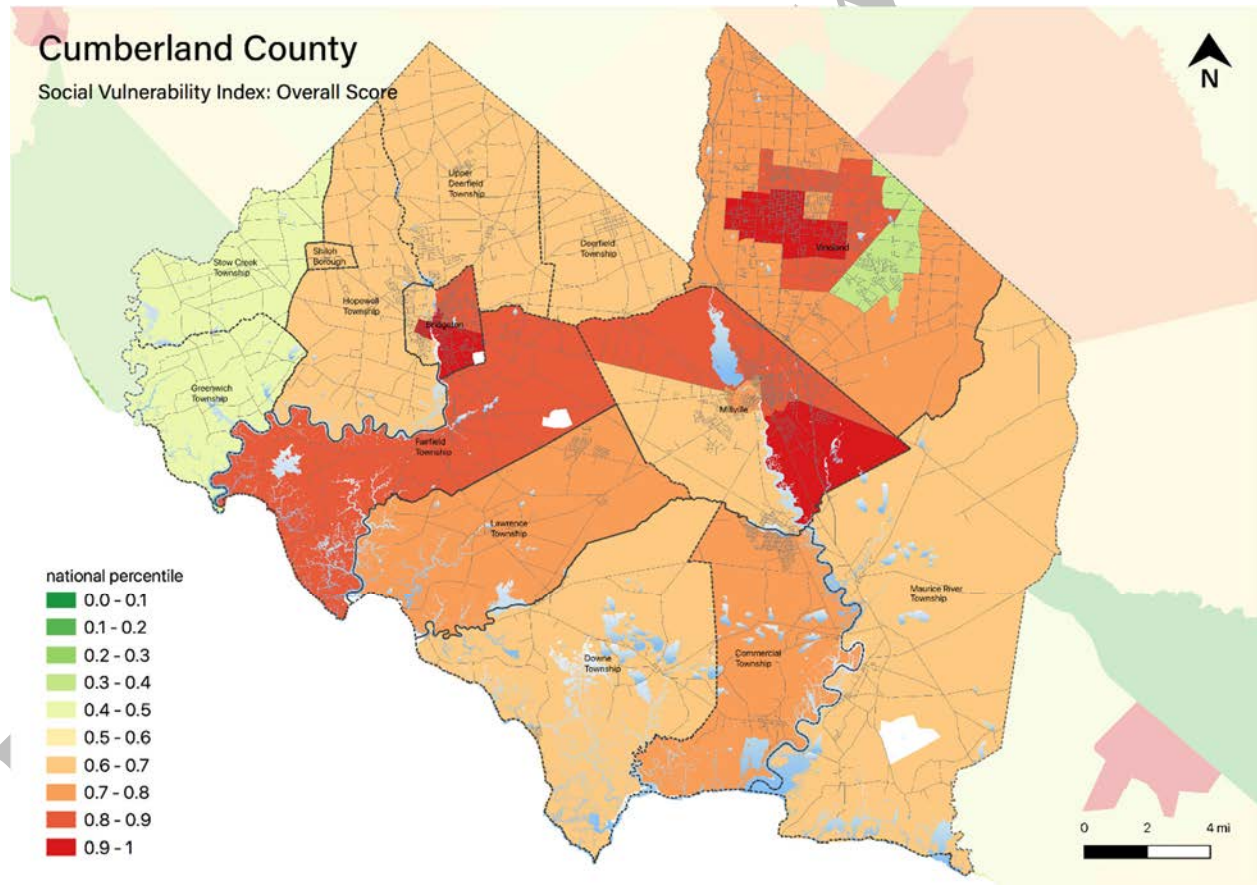 Cumberland County
Social Vulnerability Index: Overall Score
N
Upper
Deerfield
Township
Deerfield
Township
Vineland
Stow Creek
Township
Shiloh
Borough
Hopewell
Township
Bridgeton
Greenwich
Township
Millville
Fairfield
Township
Lawrence
Township
Maurice River
Township
Downe
Township
Commercial
Township
national percentile
0.0 - 0.1
0.1 - 0.2
0.2 - 0.3
0.3 - 0.4
0.4 - 0.5
0.5 - 0.6
0.6 - 0.7
0.7 - 0.8
0.8 - 0.9
0.9 - 1
0 2 4 mi